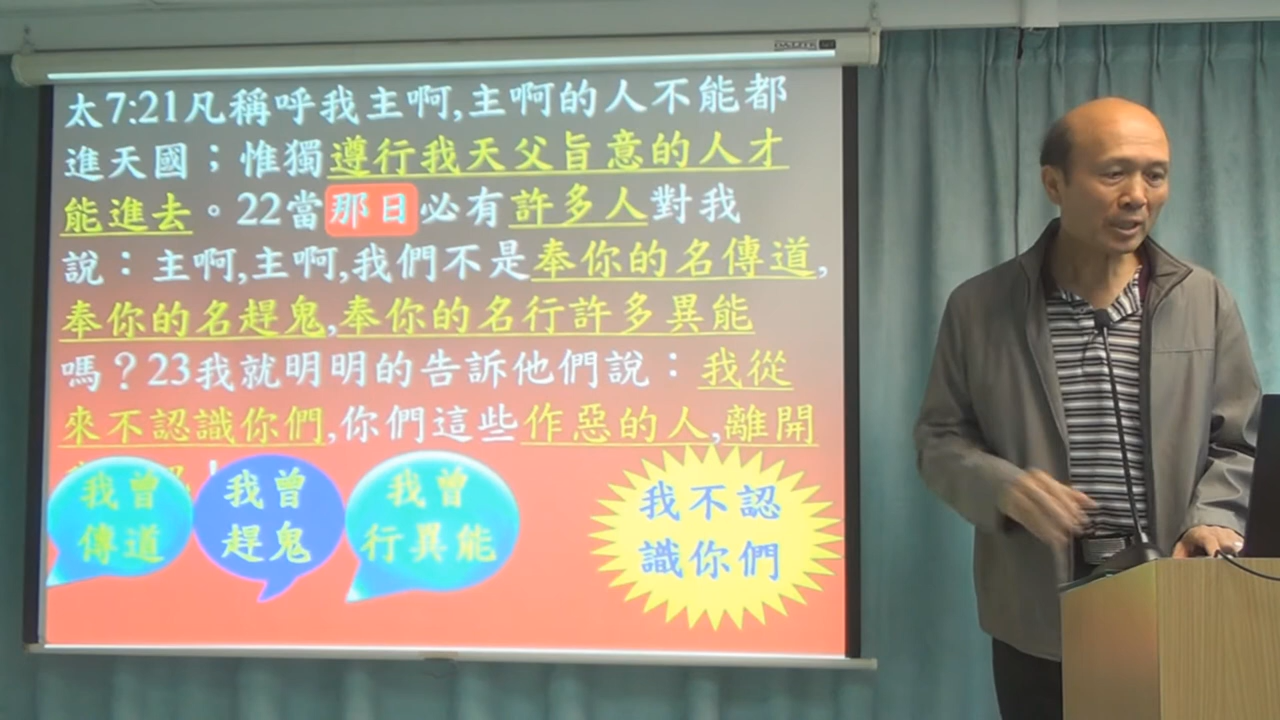 太7:21凡稱呼我主啊,主啊的人不能都
進天國；惟獨遵行我天父旨意的人才
能進去。22當那日必有許多人對我
說：主啊,主啊,我們不是奉你的名傳道,
奉你的名趕鬼,奉你的名行許多異能
嗎？23我就明明的告訴他們說：我從
來不認識你們,你們這些作惡的人,離開
！
我曾
傳道
我曾
趕鬼
我曾
行異能
我不認
識你們